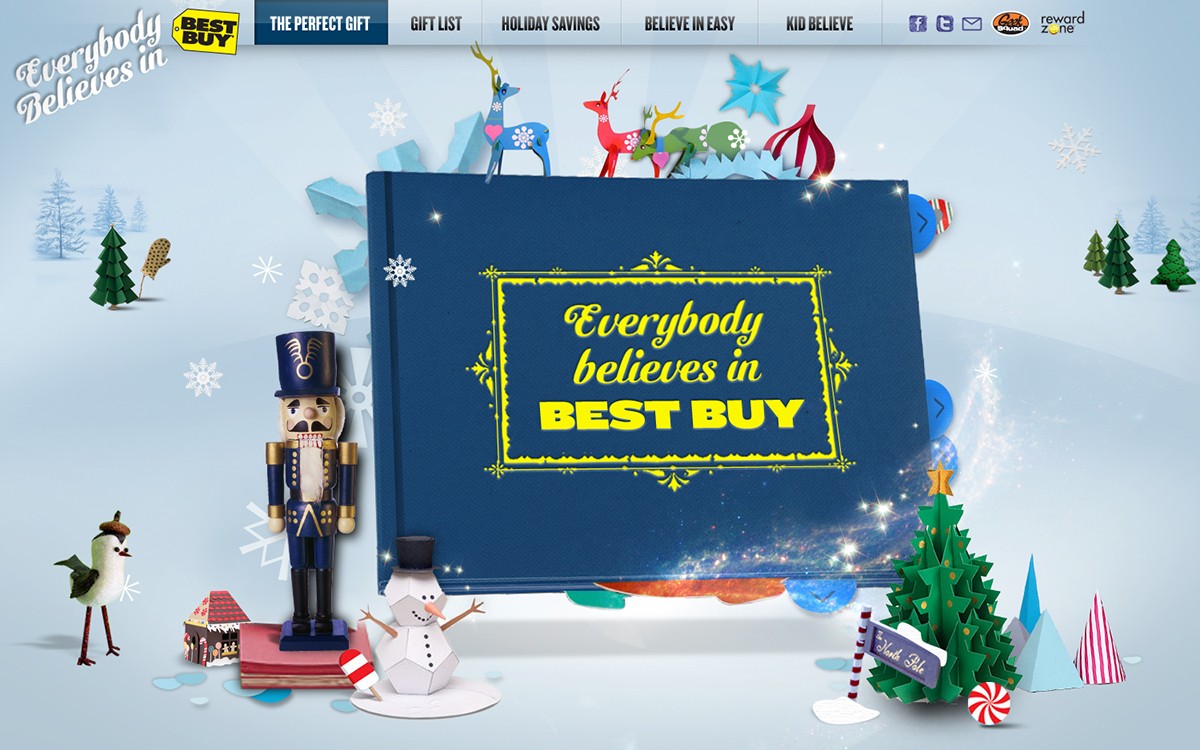 Everybody
Believes in
BEST
BUY
THE PERFECT GIFT
GIFT LIST
HOLIDAY SAVINGS
BELIEVE IN EASY
KID BELIEVE
f
t
Geek
Squad
reward
zone
Everybody
believes in
BEST BUY
The
North Pole